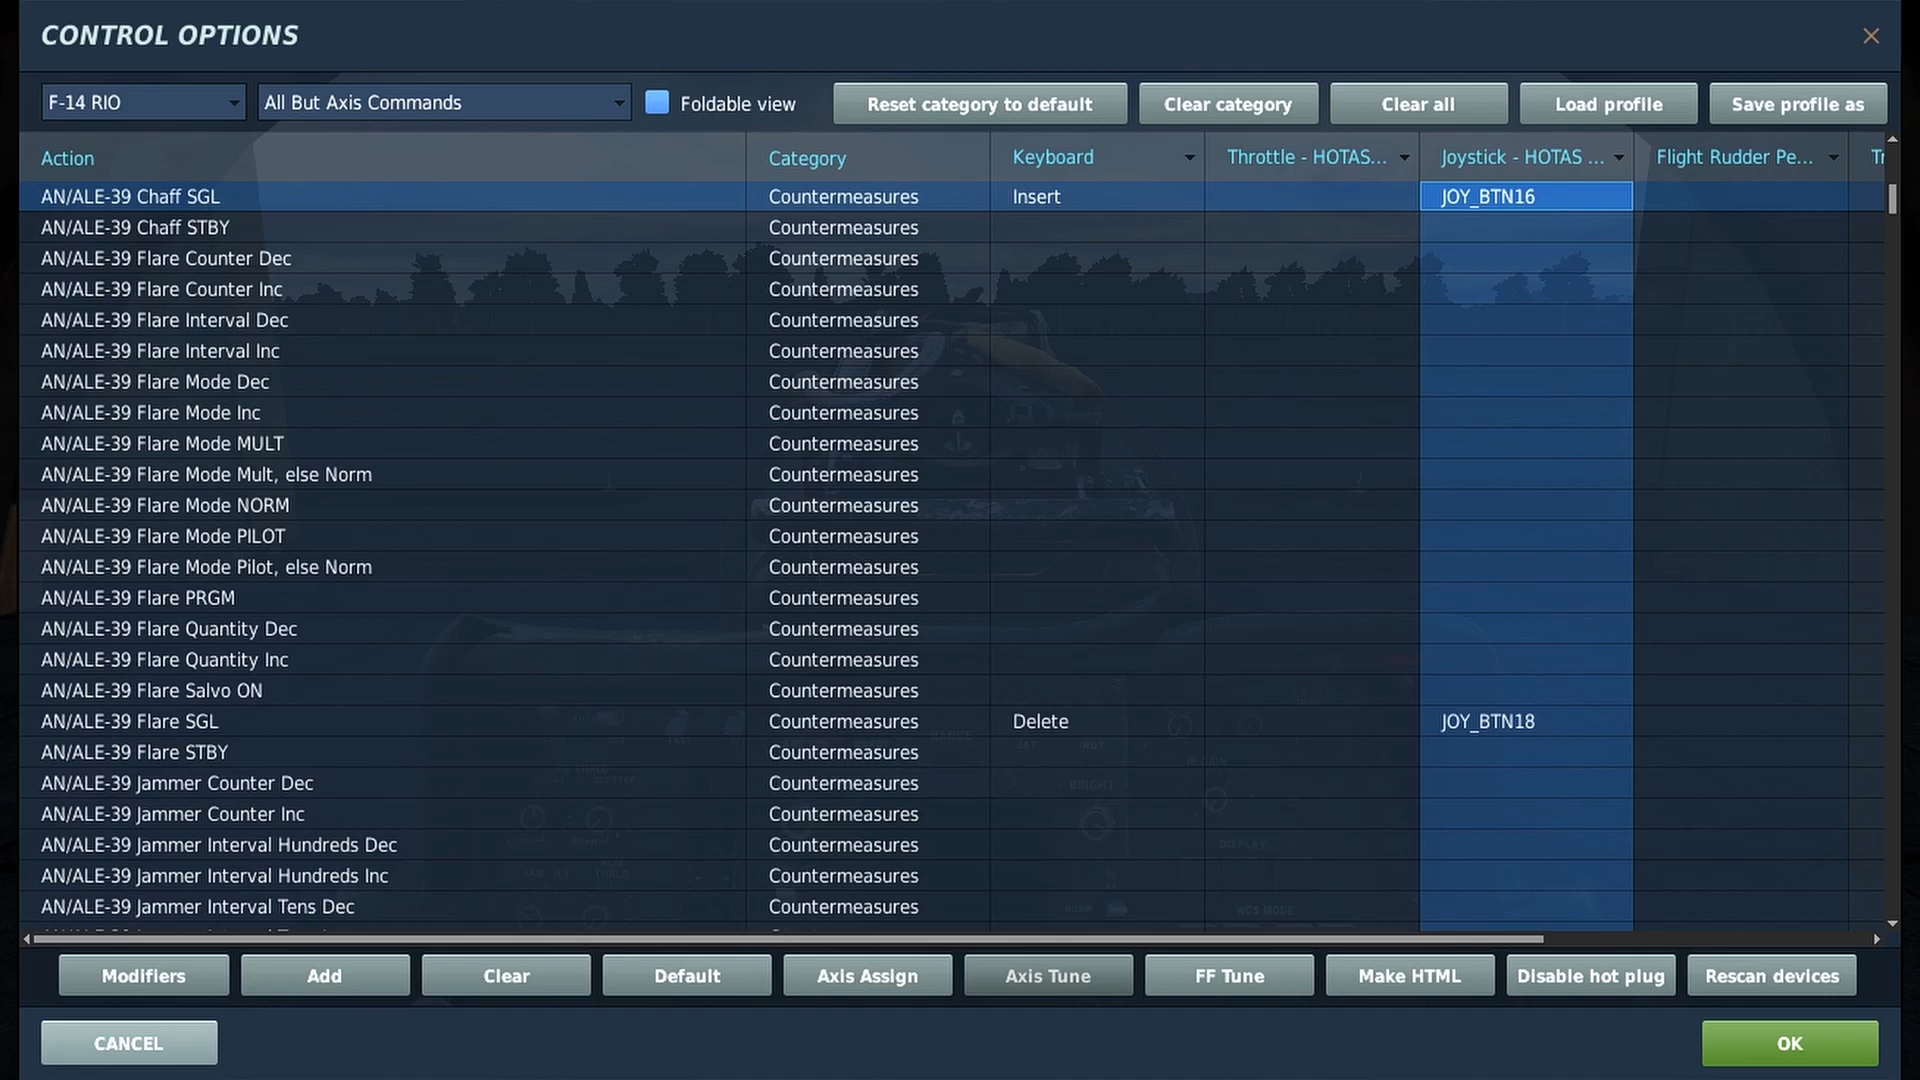 CONTROL OPTIONS
F-14 RIO
All But Axis Commands
Foldable view
Reset category to default
Clear category
Clear all
Load profile
Save profile as
Action Category Keyboard Throttle - HOTAS... Joystick - HOTAS ... Flight Rudder Pe...
AN/ALE-39 Chaff SGL Countermeasures Insert JOY_BTN16
AN/ALE-39 Chaff STBY Countermeasures
AN/ALE-39 Flare Counter Dec Countermeasures
AN/ALE-39 Flare Counter Inc Countermeasures
AN/ALE-39 Flare Interval Dec Countermeasures
AN/ALE-39 Flare Interval Inc Countermeasures
AN/ALE-39 Flare Mode Dec Countermeasures
AN/ALE-39 Flare Mode Inc Countermeasures
AN/ALE-39 Flare Mode MULT Countermeasures
AN/ALE-39 Flare Mode Mult, else Norm Countermeasures
AN/ALE-39 Flare Mode NORM Countermeasures
AN/ALE-39 Flare Mode PILOT Countermeasures
AN/ALE-39 Flare Mode Pilot, else Norm Countermeasures
AN/ALE-39 Flare PRGM Countermeasures
AN/ALE-39 Flare Quantity Dec Countermeasures
AN/ALE-39 Flare Quantity Inc Countermeasures
AN/ALE-39 Flare Salvo ON Countermeasures
AN/ALE-39 Flare SGL Countermeasures Delete JOY_BTN18
AN/ALE-39 Flare STBY Countermeasures
AN/ALE-39 Jammer Counter Dec Countermeasures
AN/ALE-39 Jammer Counter Inc Countermeasures
AN/ALE-39 Jammer Interval Hundreds Dec Countermeasures
AN/ALE-39 Jammer Interval Hundreds Inc Countermeasures
AN/ALE-39 Jammer Interval Tens Dec Countermeasures
Modifiers
Add
Clear
Default
Axis Assign
Axis Tune
FF Tune
Make HTML
Disable hot plug
Rescan devices
CANCEL
OK